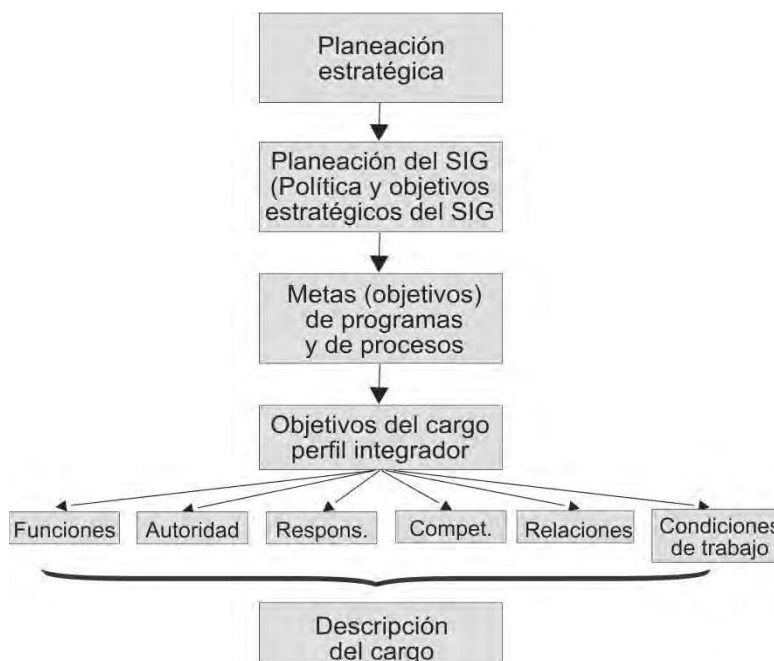 Planeación
estratégica
Planeación del SIG
(Política y objetivos
estratégicos del SIG
Metas (objetivos)
de programas
y de procesos
Objetivos del cargo
perfil integrador
Funciones
Autoridad
Respons.
Compet.
Relaciones
Condiciones
de trabajo
Descripción
del cargo